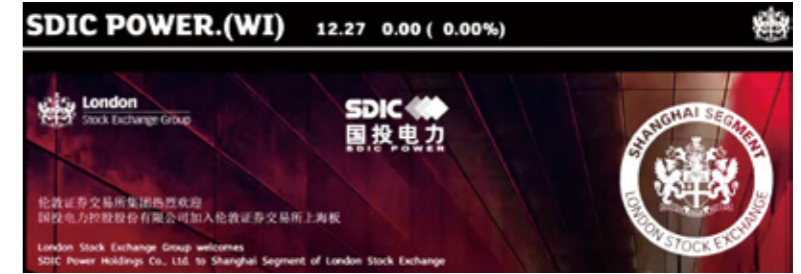 SDIC POWER.(WI) 12.27 0.00 ( 0.00%)
London
Stock Exchange Group
SDIC
国投电力
SDIC POWER
SHANGHAI SEGMENT
LONDON STOCK EXCHANGE
伦敦证券交易所集团热烈欢迎
国投电力控股股份有限公司加入伦敦证券交易所上海板
London Stock Exchange Group welcomes
SDIC Power Holdings Co., Ltd. to Shanghai Segment of London Stock Exchange